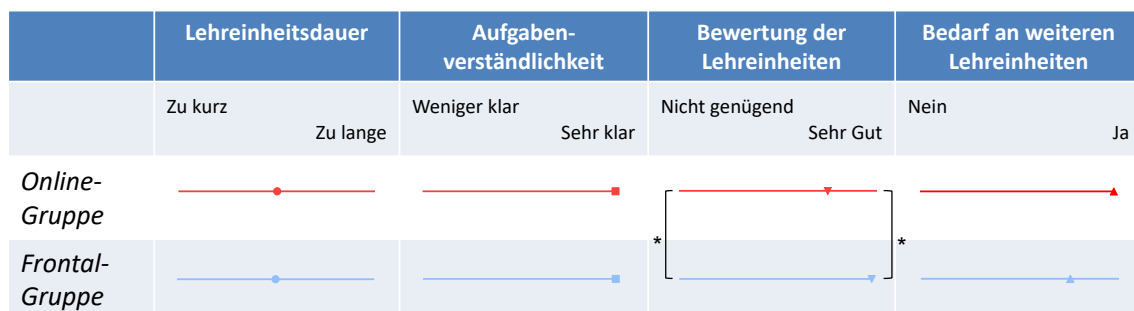 Lehreinheitsdauer
Aufgaben-
verständlichkeit
Bewertung der
Lehreinheiten
Bedarf an weiteren
Lehreinheiten
Zu kurz
Zu lange
Weniger klar
Sehr klar
Nicht genügend
Sehr Gut
Nein
Ja
Online-
Gruppe
*
*
Frontal-
Gruppe